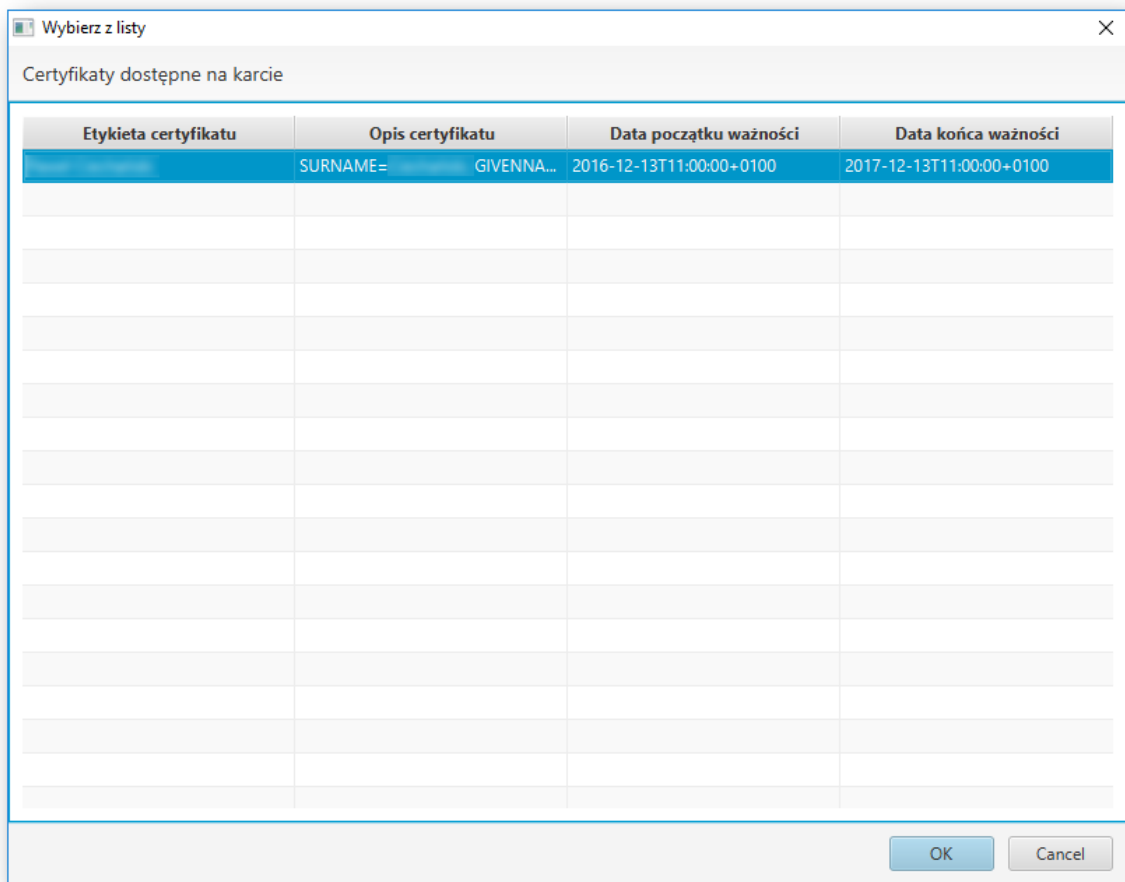 Wybierz z listy
Certyfikaty dostępne na karcie
Etykieta certyfikatu Opis certyfikatu Data początku ważności Data końca ważności
SURNAME= GIVENNA... 2016-12-13T11:00:00+0100 2017-12-13T11:00:00+0100
OK Cancel